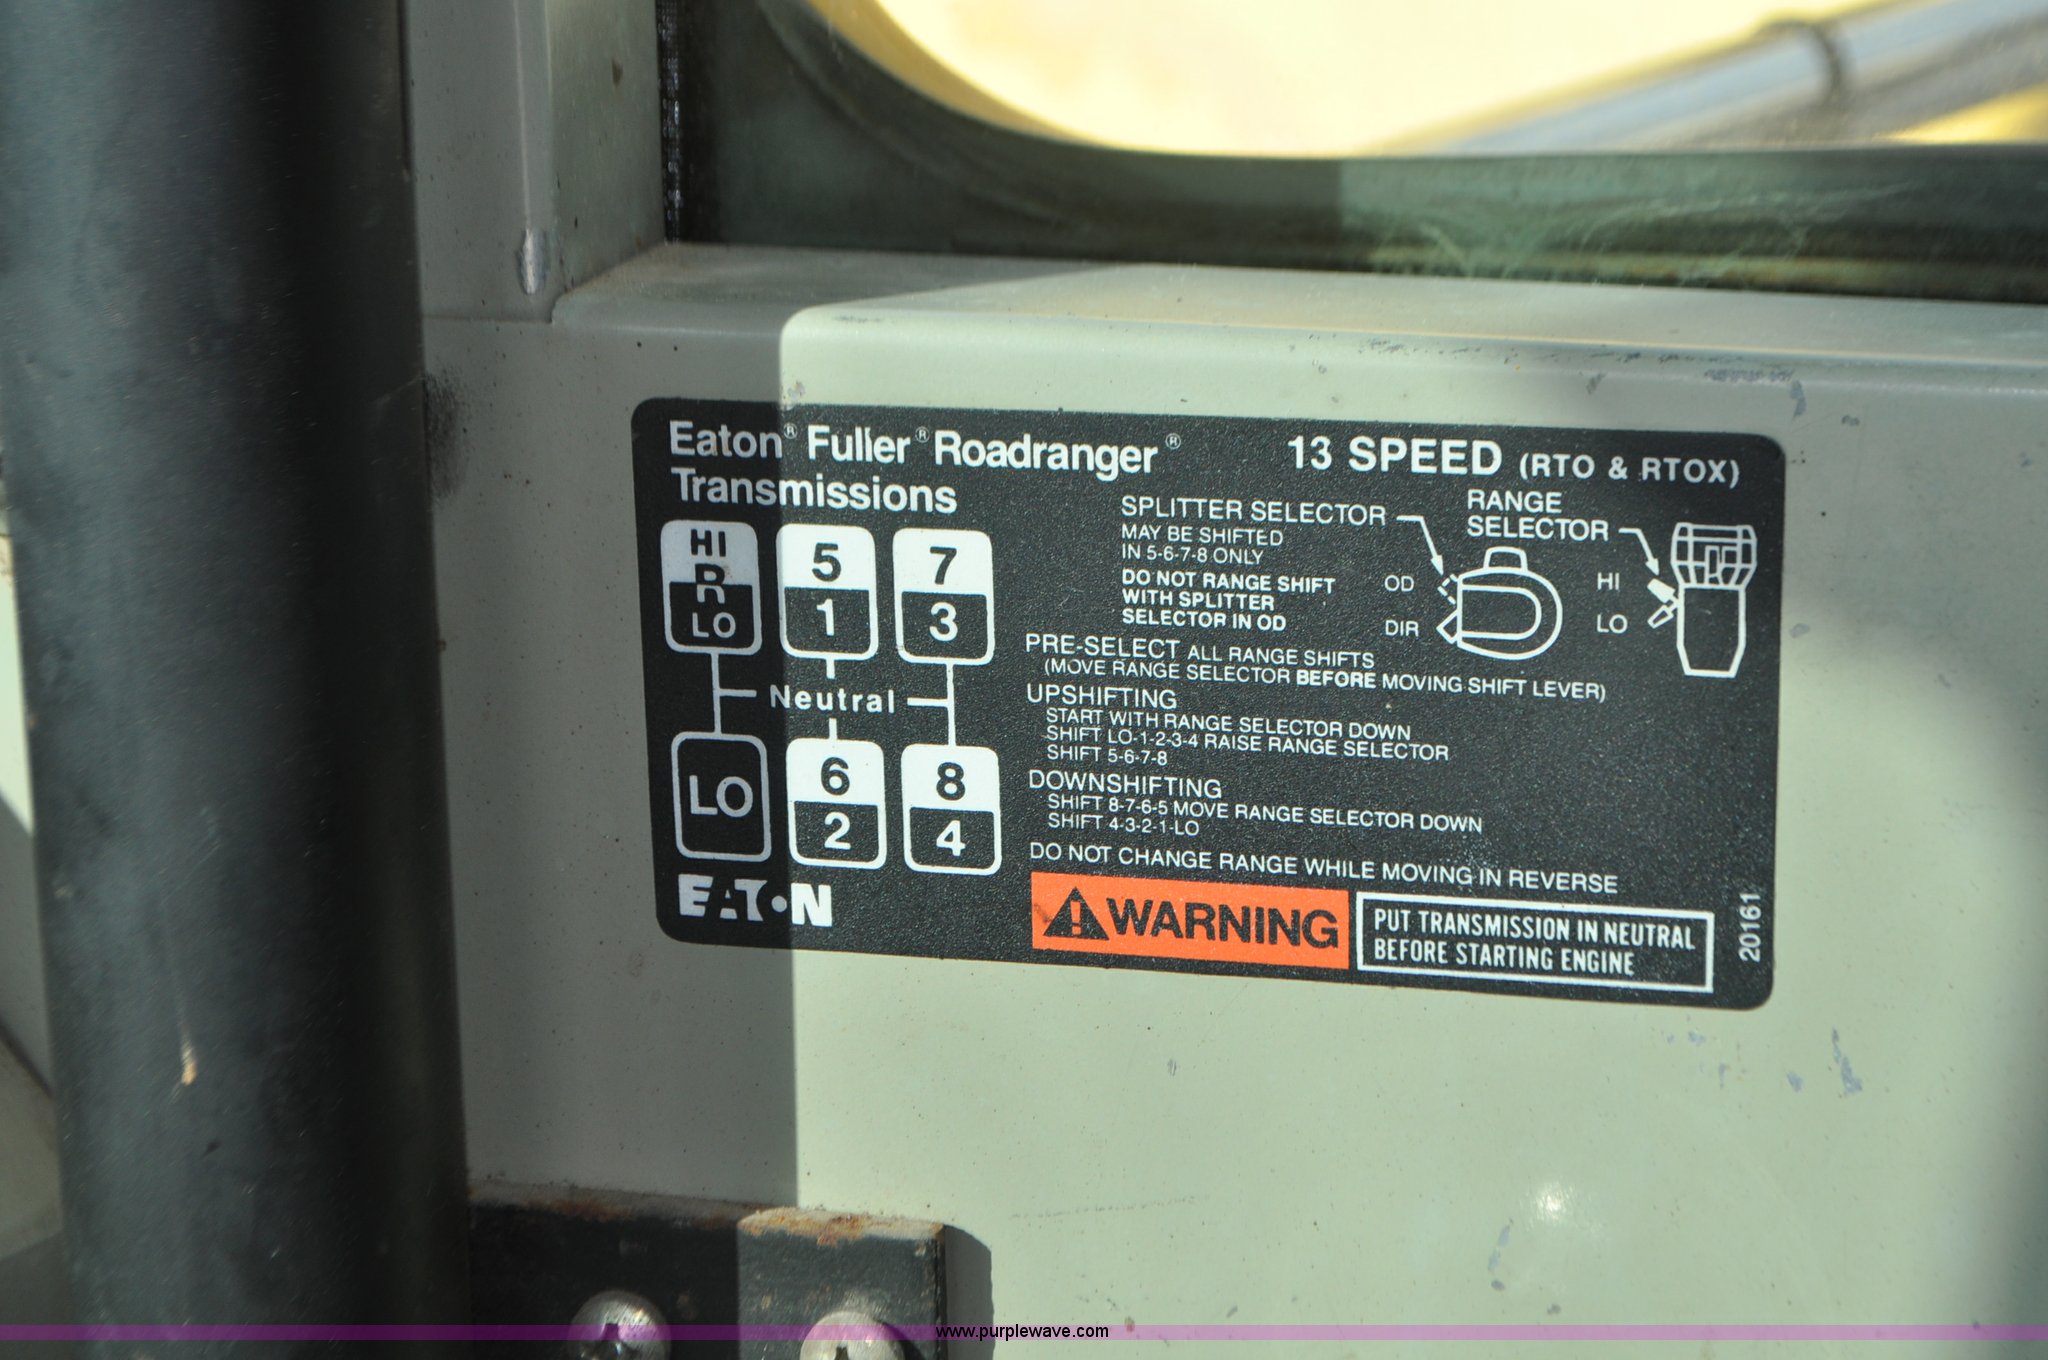 Eaton® Fuller® Roadranger®
Transmissions
13 SPEED (RTO & RTOX)
HI
R
LO
5
1
7
3
Neutral
LO
6
2
8
4
EATON
SPLITTER SELECTOR
MAY BE SHIFTED
IN 5-6-7-8 ONLY
DO NOT RANGE SHIFT
WITH SPLITTER
SELECTOR IN OD
OD
DIR
RANGE
SELECTOR
HI
LO
PRE-SELECT ALL RANGE SHIFTS
(MOVE RANGE SELECTOR BEFORE MOVING SHIFT LEVER)
UPSHIFTING
START WITH RANGE SELECTOR DOWN
SHIFT LO-1-2-3-4 RAISE RANGE SELECTOR
SHIFT 5-6-7-8
DOWNSHIFTING
SHIFT 8-7-6-5 MOVE RANGE SELECTOR DOWN
SHIFT 4-3-2-1-LO
DO NOT CHANGE RANGE WHILE MOVING IN REVERSE
WARNING
PUT TRANSMISSION IN NEUTRAL
BEFORE STARTING ENGINE
20161
www.purplewave.com